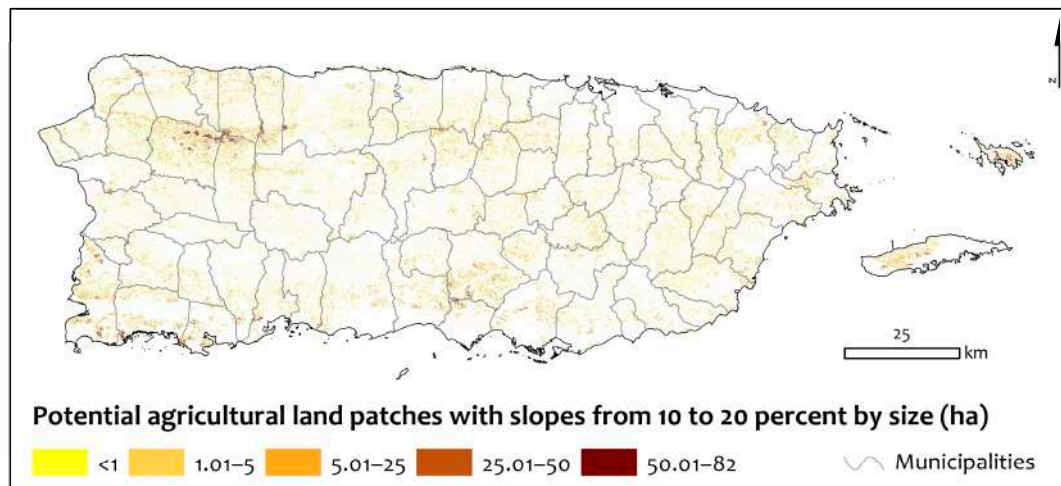 N
25
km
Potential agricultural land patches with slopes from 10 to 20 percent by size (ha)
<1 1.01–5 5.01–25 25.01–50 50.01–82 Municipalities